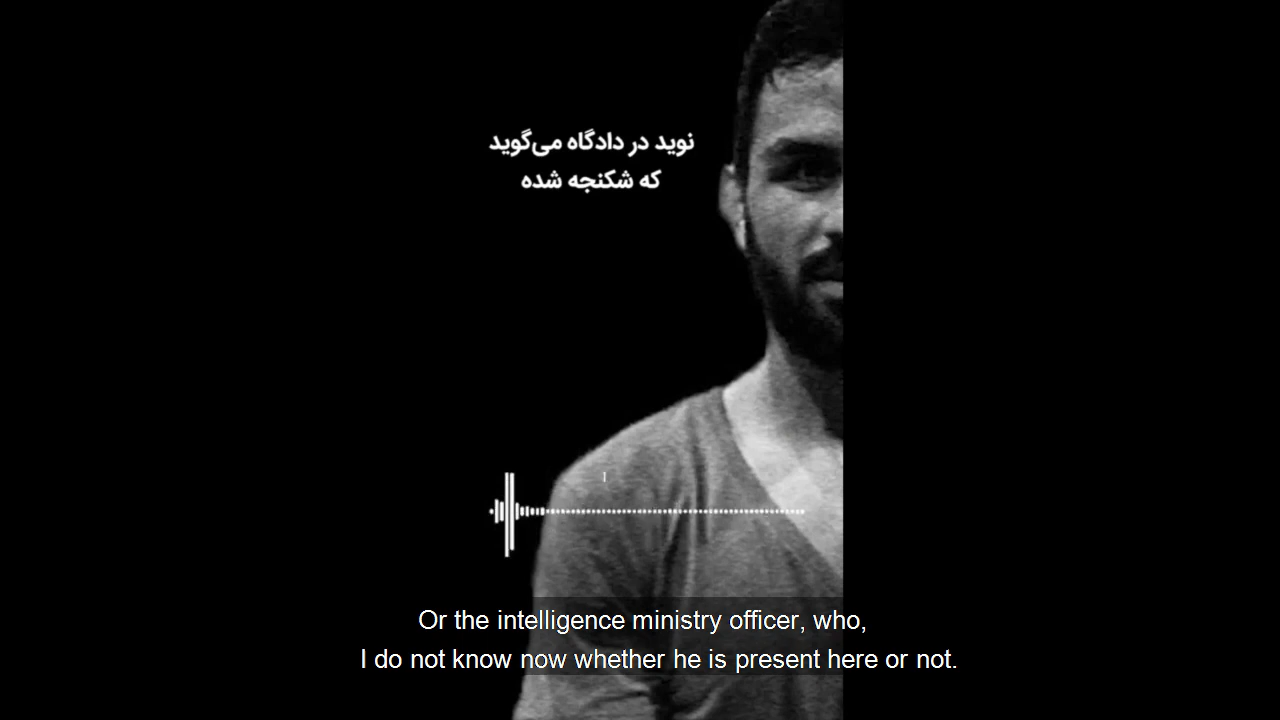 نوید در دادگاه می‌گوید
که شکنجه شده
Or the intelligence ministry officer, who,
I do not know now whether he is present here or not.